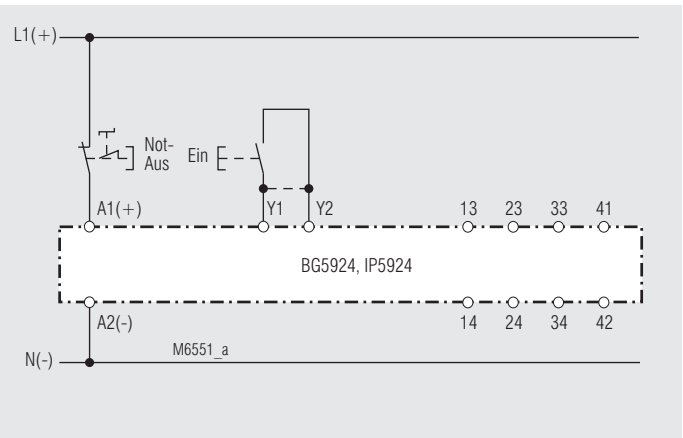 L1(+)
Not-
Aus
Ein
A1(+) Y1 Y2 13 23 33 41
BG5924, IP5924
A2(-) 14 24 34 42
M6551_a
N(-)